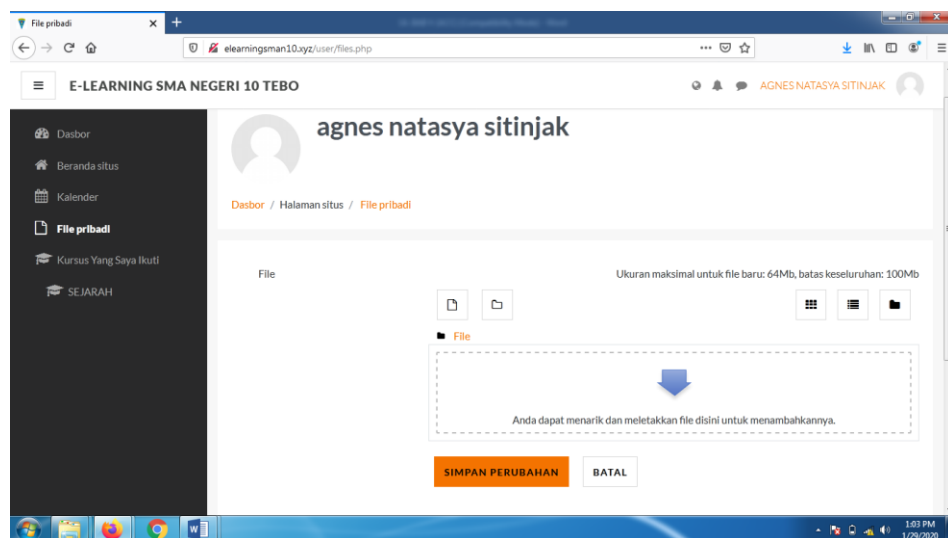 File pribadi
elearningsman10.xyz/user/files.php
E-LEARNING SMA NEGERI 10 TEBO
AGNES NATASYA SITINJAK
Dasbor
Beranda situs
Kalender
File pribadi
Kursus Yang Saya Ikuti
SEJARAH
agnes natasya sitinjak
Dasbor / Halaman situs / File pribadi
File
Ukuran maksimal untuk file baru: 64Mb, batas keseluruhan: 100Mb
File
Anda dapat menarik dan meletakkan file disini untuk menambahkannya.
SIMPAN PERUBAHAN
BATAL
1:03 PM
1/29/2020